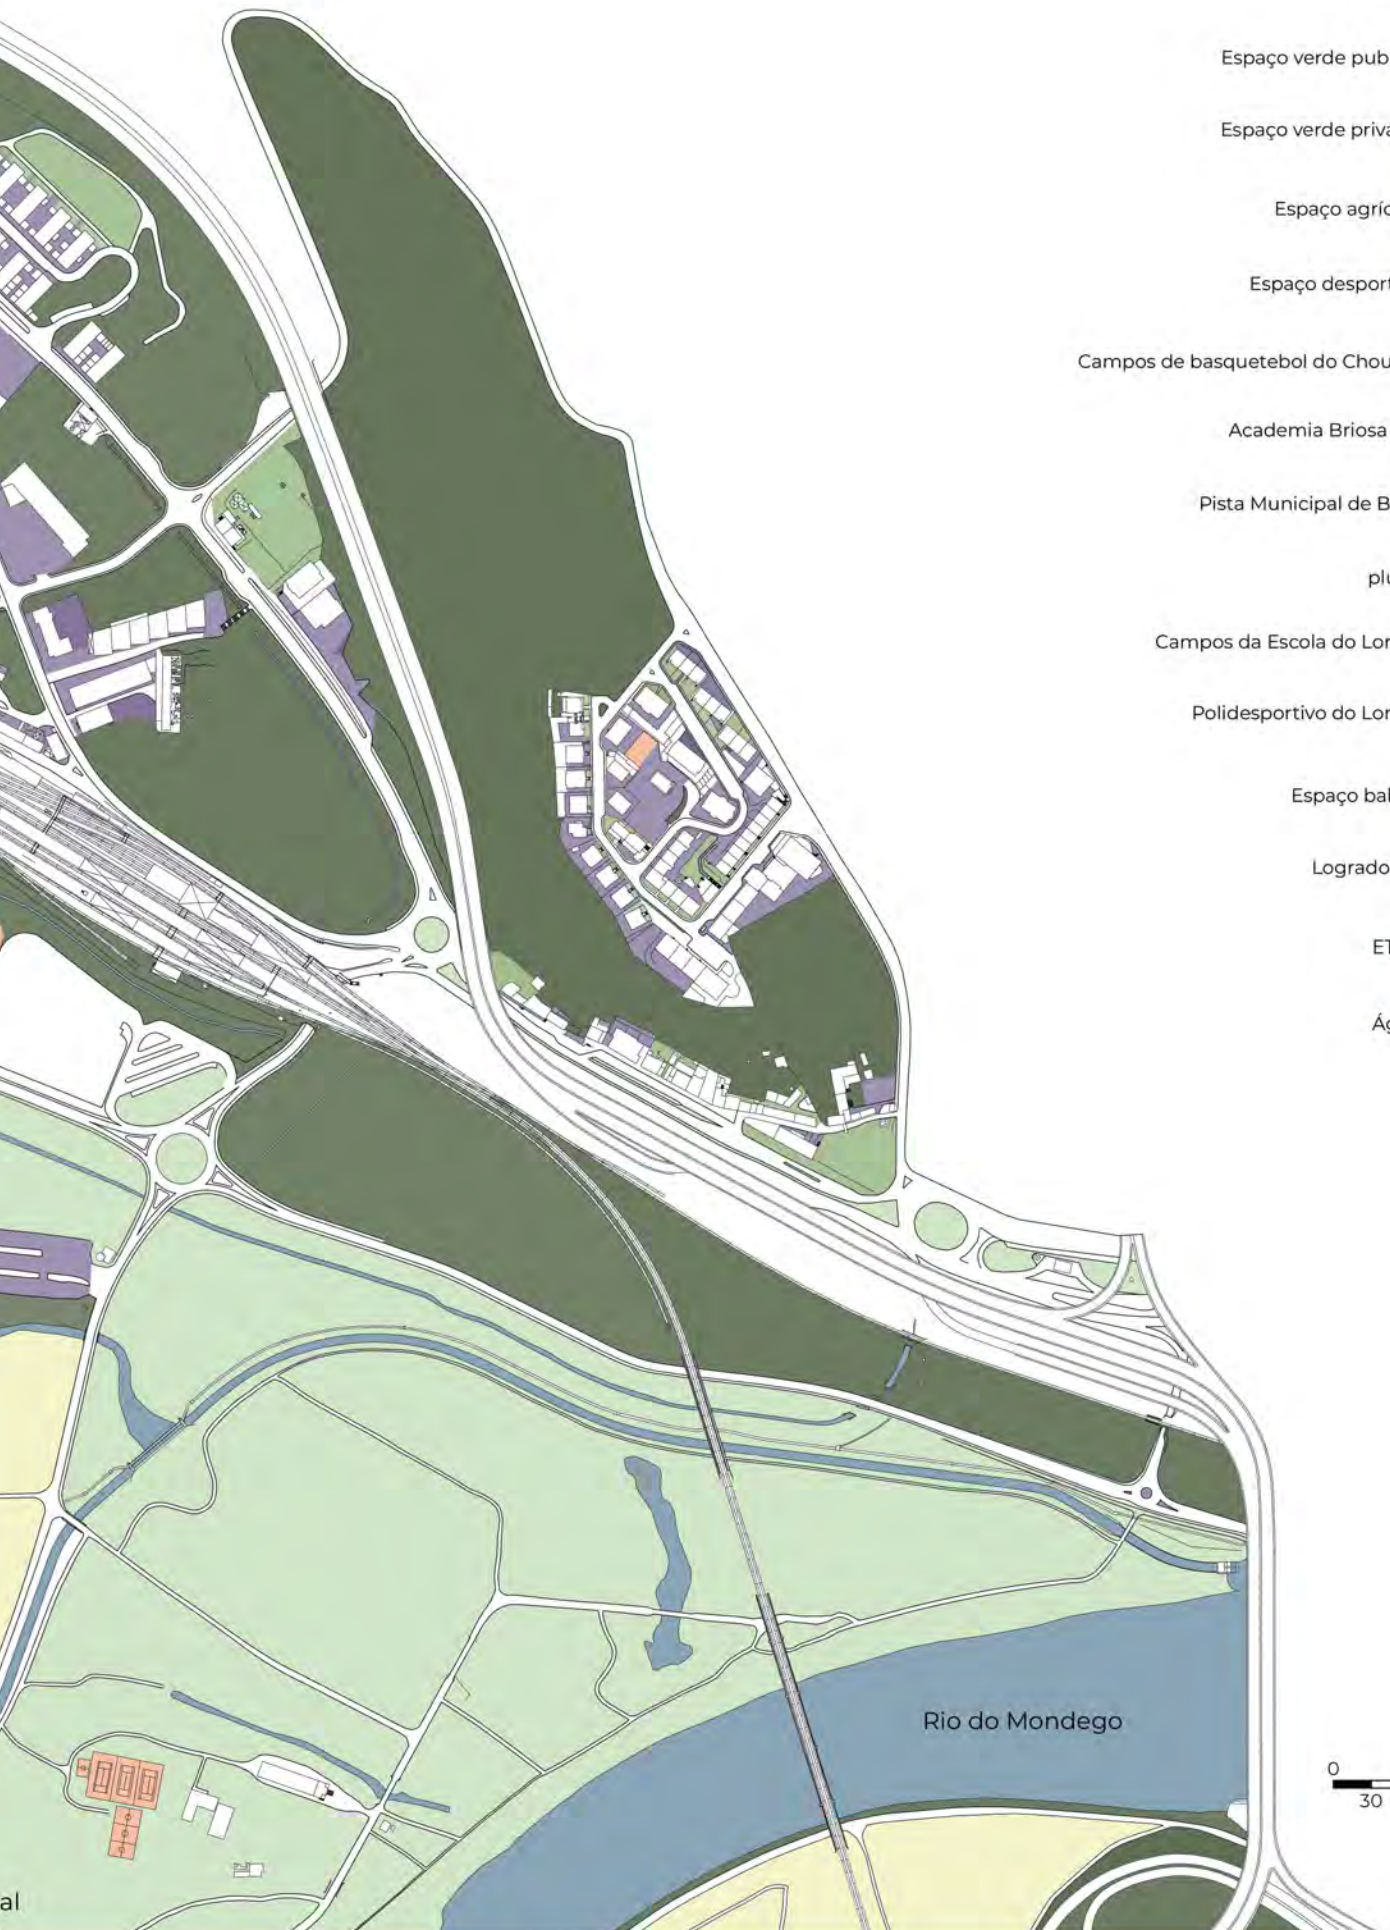 Espaço verde pub
Espaço verde priva
Espaço agríc
Espaço desport
Campos de basquetebol do Chou
Academia Briosa
Pista Municipal de B
plu
Campos da Escola do Lor
Polidesportivo do Lor
Espaço bal
Logrado
ET
Ág
Rio do Mondego
0
30
al